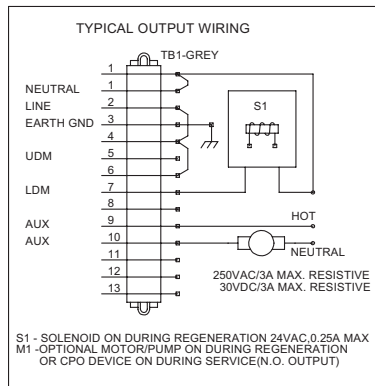 TYPICAL OUTPUT WIRING
TB1-GREY
1
NEUTRAL 1
LINE 2
EARTH GND 3
4
UDM 5
6
LDM 7
8
AUX 9
AUX 10
11
12
13
S1
HOT
NEUTRAL
250VAC/3A MAX. RESISTIVE
30VDC/3A MAX. RESISTIVE
S1 - SOLENOID ON DURING REGENERATION 24VAC,0.25A MAX
M1 -OPTIONAL MOTOR/PUMP ON DURING REGENERATION
OR CPO DEVICE ON DURING SERVICE(N.O. OUTPUT)